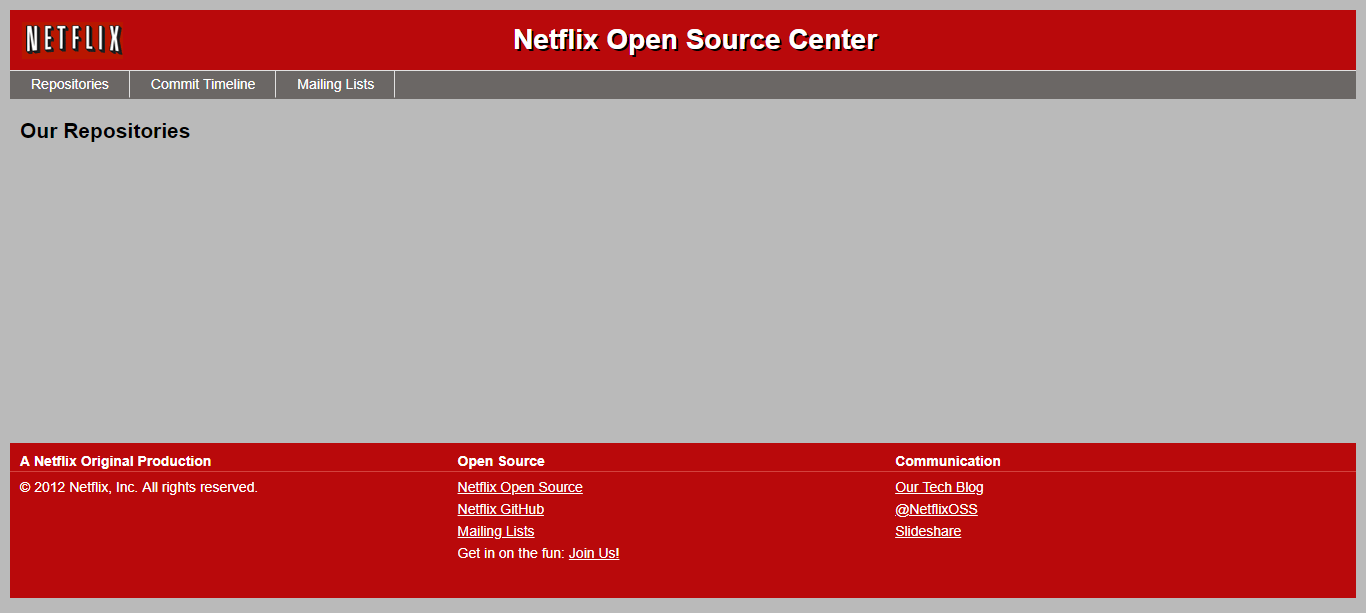 NETFLIX
Netflix Open Source Center
Repositories Commit Timeline Mailing Lists
Our Repositories
A Netflix Original Production
© 2012 Netflix, Inc. All rights reserved.
Open Source
Netflix Open Source
Netflix GitHub
Mailing Lists
Get in on the fun: Join Us!
Communication
Our Tech Blog
@NetflixOSS
Slideshare